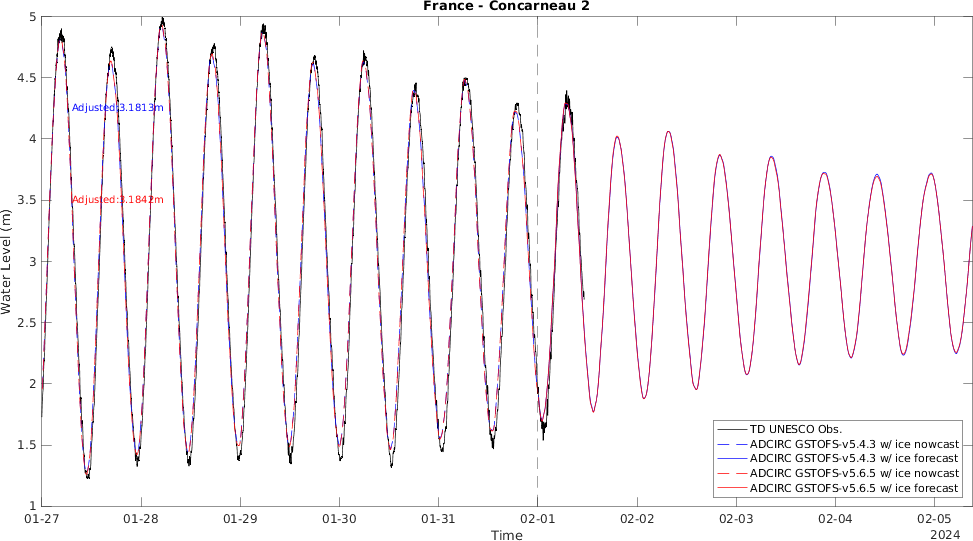 France - Concarneau 2
5
4.5
4
3.5
3
2.5
2
1.5
1
Water Level (m)
Adjusted:3.1813m
Adjusted:3.1842m
TD UNESCO Obs.
ADCIRC GSTOFS-v5.4.3 w/ ice nowcast
ADCIRC GSTOFS-v5.4.3 w/ ice forecast
ADCIRC GSTOFS-v5.6.5 w/ ice nowcast
ADCIRC GSTOFS-v5.6.5 w/ ice forecast
01-27 01-28 01-29 01-30 01-31 02-01 02-02 02-03 02-04 02-05
Time
2024